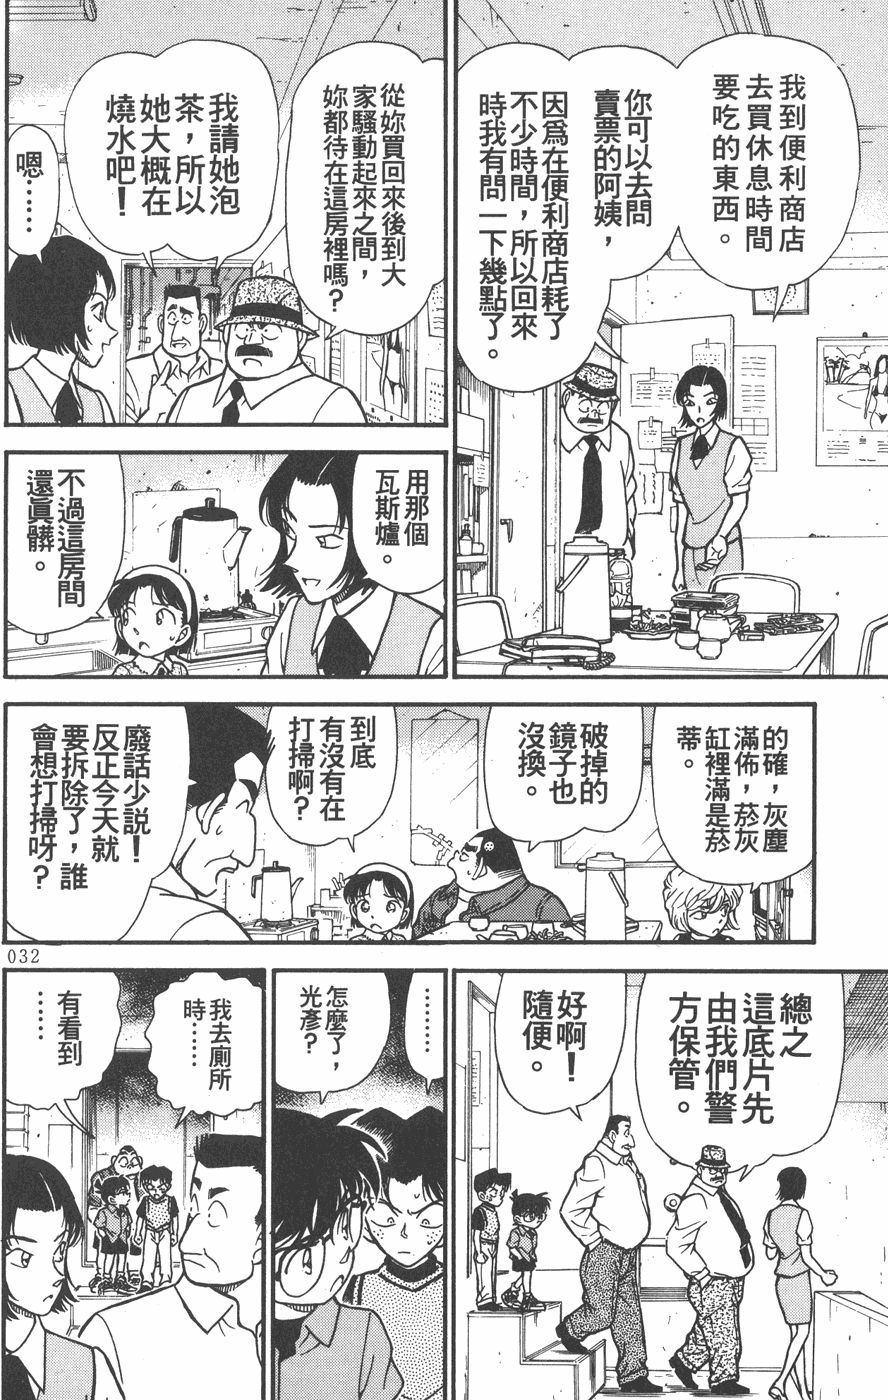 我到便利商店
去買休息時間
要吃的東西。
你可以去問
賣票的阿姨，
因爲在便利商店耗了
不少時間，所以回來
時我有問一下幾點了。
從妳買回來後到大
家騷動起來之間，
妳都待在這房裡嗎？
我請她泡
茶，所以
她大概在
燒水吧！
嗯……
用那個
瓦斯爐。
不過這房間
還眞髒。
的確，灰塵
滿佈，菸灰
缸裡滿是菸
蒂。
破掉的
鏡子也
沒換。
到底
有沒有在
打掃啊？
廢話少説！
反正今天就
要拆除了，誰
會想打掃呀？
032
總之
這底片先
由我們警
方保管。
好啊！
隨便。
……
怎麼了，
光彥？
我去廁所
時……
有看到
……